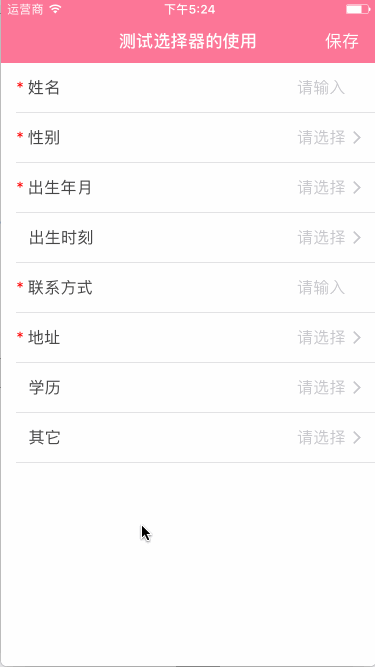 运营商 下午5:24
测试选择器的使用 保存
* 姓名 请输入
* 性别 请选择
* 出生年月 请选择
出生时刻 请选择
* 联系方式 请输入
* 地址 请选择
学历 请选择
其它 请选择